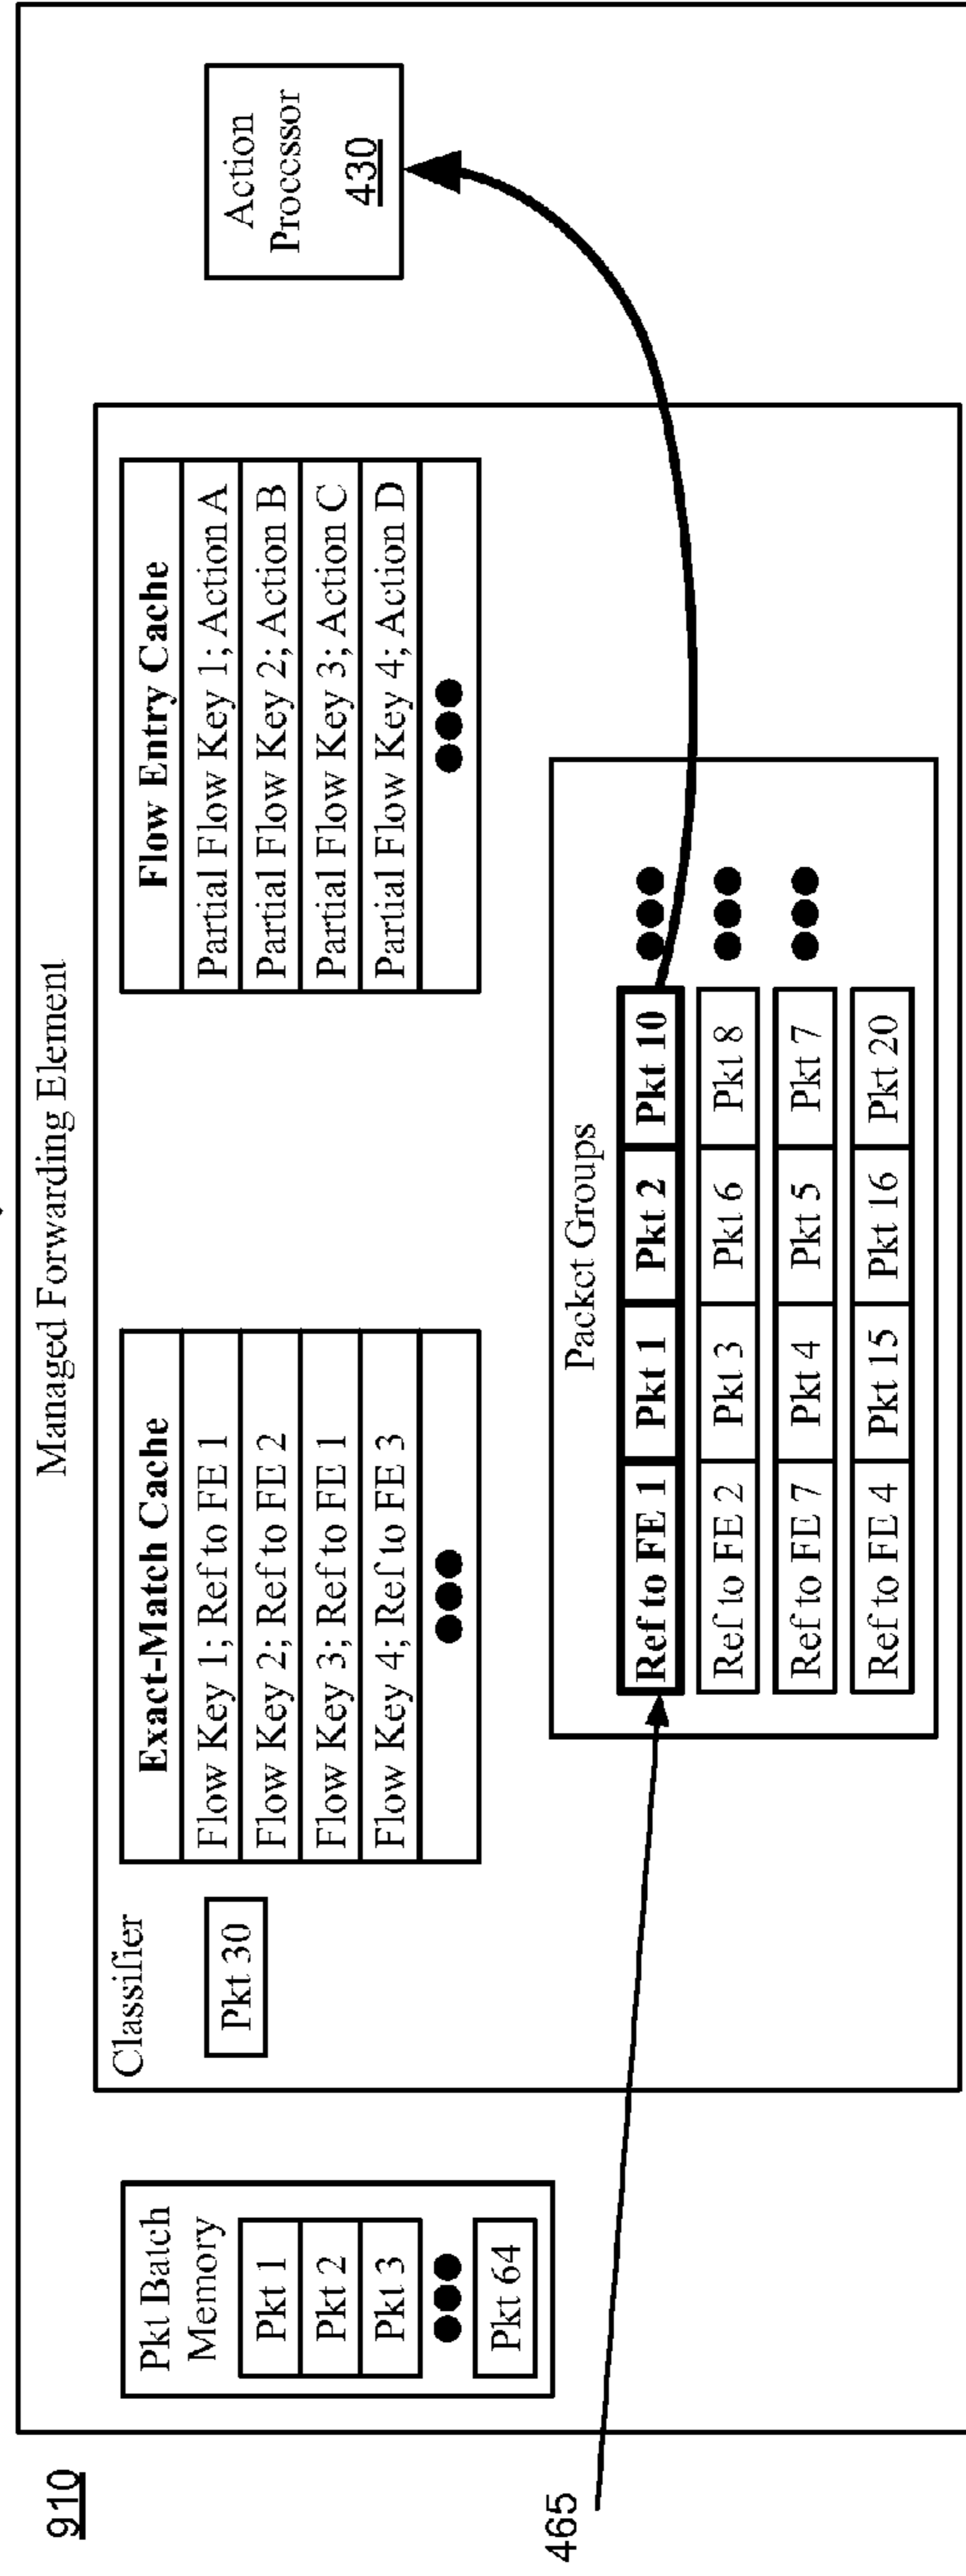 910
Managed Forwarding Element
Pkt Batch
Memory
Pkt 1
Pkt 2
Pkt 3
Pkt 64
Classifier
Pkt 30
Exact-Match Cache
Flow Key 1; Ref to FE 1
Flow Key 2; Ref to FE 2
Flow Key 3; Ref to FE 1
Flow Key 4; Ref to FE 3
Flow Entry Cache
Partial Flow Key 1; Action A
Partial Flow Key 2; Action B
Partial Flow Key 3; Action C
Partial Flow Key 4; Action D
Action
Processor
430
465
Packet Groups
Ref to FE 1 Pkt 1 Pkt 2 Pkt 10
Ref to FE 2 Pkt 3 Pkt 6 Pkt 8
Ref to FE 7 Pkt 4 Pkt 5 Pkt 7
Ref to FE 4 Pkt 15 Pkt 16 Pkt 20